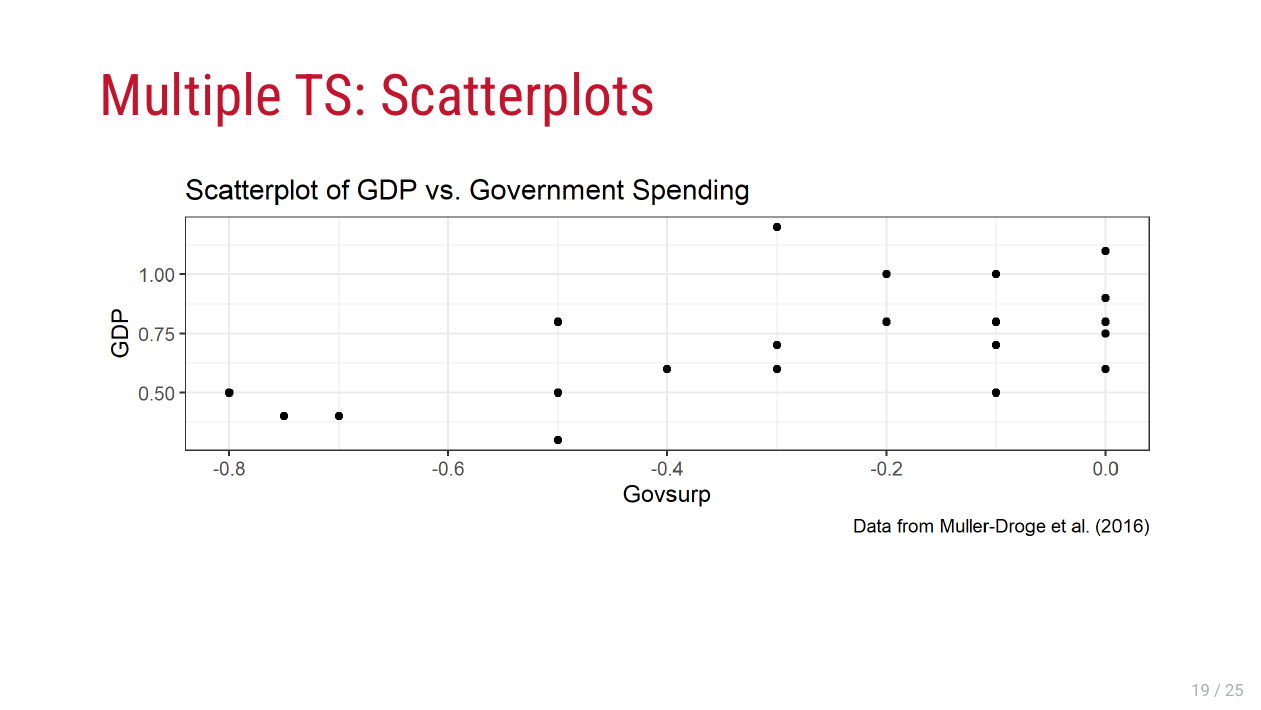 Multiple TS: Scatterplots
Scatterplot of GDP vs. Government Spending
GDP
1.00
0.75
0.50
-0.8 -0.6 -0.4 -0.2 0.0
Govsurp
Data from Muller-Droge et al. (2016)
19 / 25